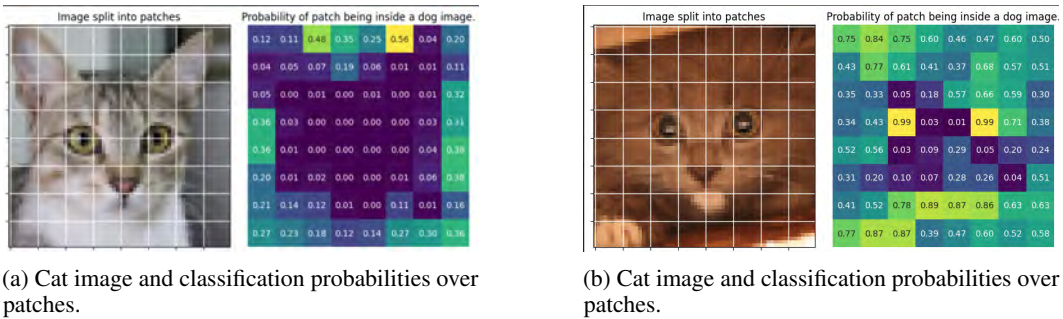 Image split into patches
Probability of patch being inside a dog image.
0.12 0.11 0.48 0.35 0.25 0.56 0.04 0.20
0.04 0.05 0.07 0.19 0.06 0.01 0.01 0.11
0.05 0.00 0.01 0.00 0.01 0.00 0.01 0.32
0.36 0.03 0.00 0.00 0.00 0.00 0.03 0.31
0.36 0.01 0.00 0.00 0.00 0.00 0.04 0.39
0.20 0.01 0.02 0.00 0.00 0.01 0.06 0.38
0.21 0.14 0.12 0.01 0.00 0.11 0.01 0.16
0.27 0.23 0.18 0.12 0.14 0.27 0.30 0.36
(a) Cat image and classification probabilities over
patches.
Image split into patches
Probability of patch being inside a dog image.
0.75 0.84 0.75 0.60 0.46 0.47 0.60 0.50
0.43 0.77 0.61 0.41 0.37 0.68 0.57 0.51
0.35 0.33 0.05 0.18 0.57 0.66 0.59 0.30
0.34 0.43 0.99 0.03 0.01 0.99 0.71 0.38
0.52 0.56 0.03 0.09 0.29 0.05 0.20 0.24
0.31 0.20 0.10 0.07 0.28 0.26 0.04 0.51
0.41 0.52 0.78 0.89 0.87 0.86 0.63 0.63
0.77 0.87 0.87 0.39 0.47 0.60 0.52 0.58
(b) Cat image and classification probabilities over
patches.